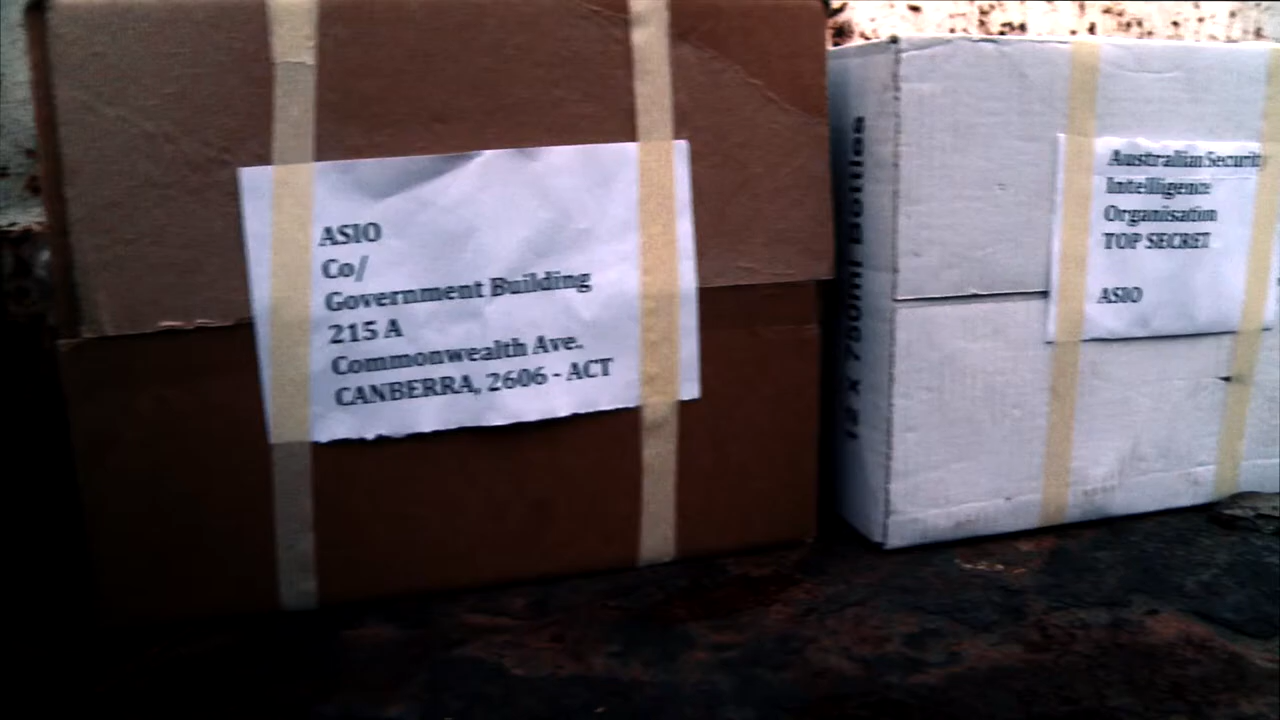 ASIO
Co/
Government Building
215 A
Commonwealth Ave.
CANBERRA, 2606 - ACT
12 x 750ml Bottles
Australian Security
Intelligence
Organisation
TOP SECRET
ASIO